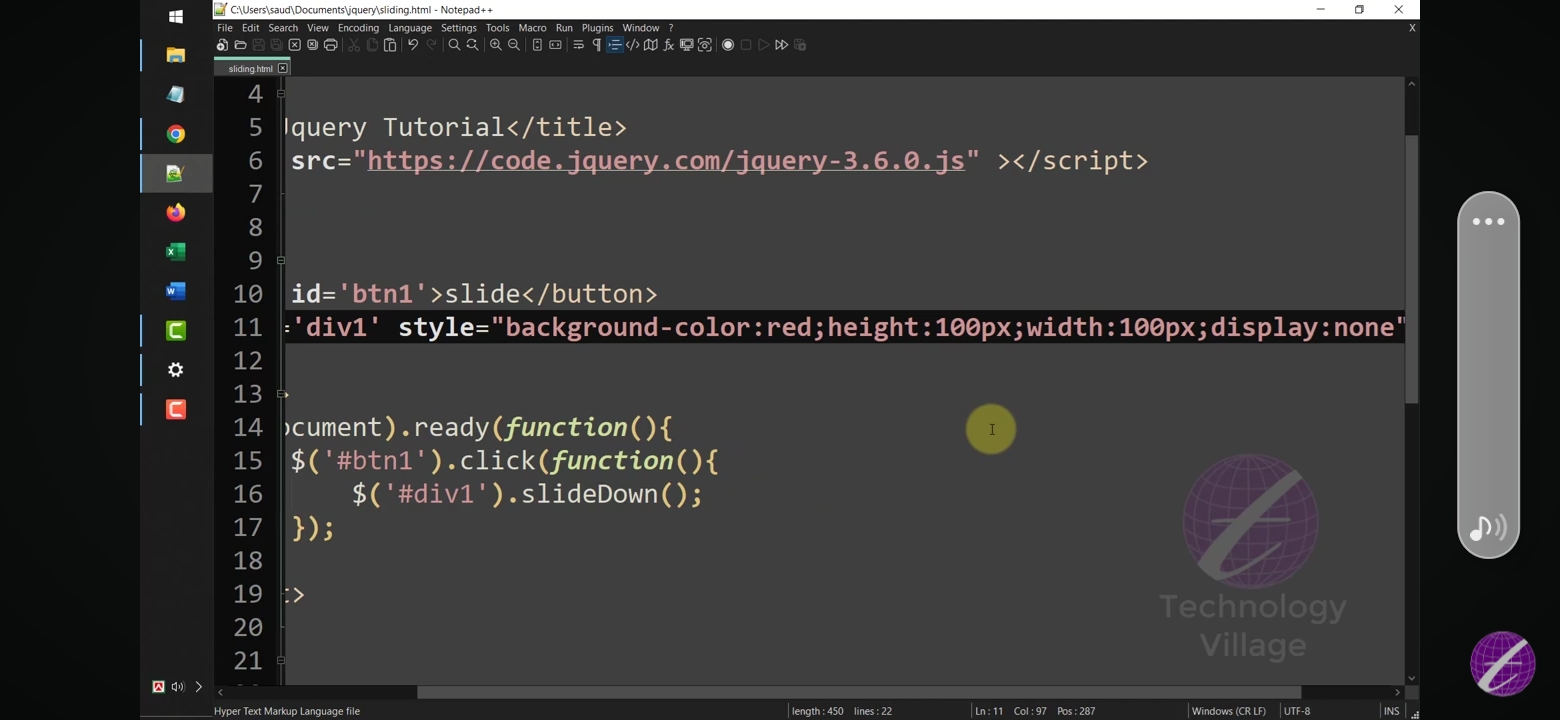 C:\Users\saud\Documents\jquery\sliding.html - Notepad++
File Edit Search View Encoding Language Settings Tools Macro Run Plugins Window ? X
sliding.html
4
5 Jquery Tutorial</title>
6 src="https://code.jquery.com/jquery-3.6.0.js" ></script>
7
8
9
10 id='btn1'>slide</button>
11 ='div1' style="background-color:red;height:100px;width:100px;display:none"
12
13 >
14 ocument).ready(function(){
15 $('#btn1').click(function(){
16 $('#div1').slideDown();
17 });
18
19 t>
20
21
Technology
Village
Hyper Text Markup Language file length : 450 lines : 22 Ln : 11 Col : 97 Pos : 287 Windows (CR LF) UTF-8 INS